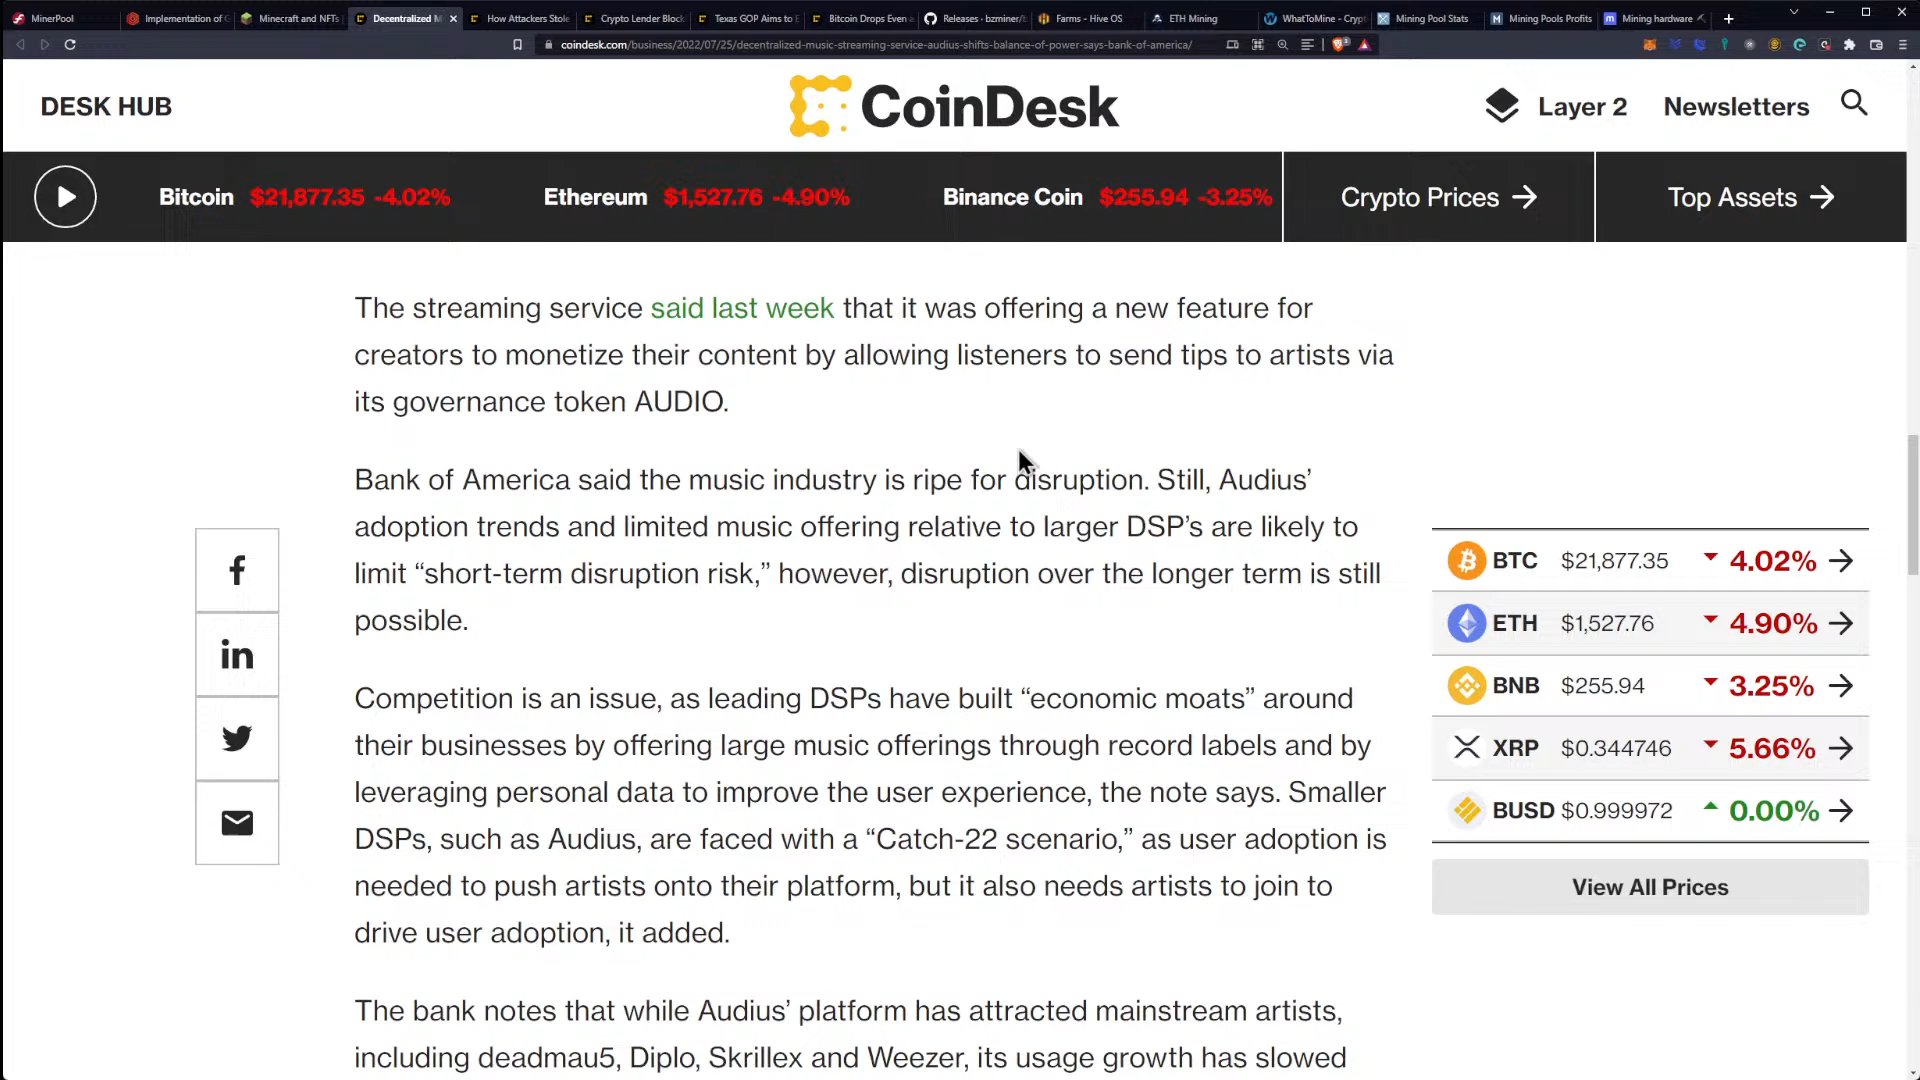 MinerPool
Implementation of G
Minecraft and NFTs
Decentralized M
How Attackers Stole
Crypto Lender Block
Texas GOP Aims to E
Bitcoin Drops Even a
Releases · bzminer/b
Farms - Hive OS
ETH Mining
WhatToMine - Crypt
Mining Pool Stats
Mining Pools Profits
Mining hardware
coindesk.com/business/2022/07/25/decentralized-music-streaming-service-audius-shifts-balance-of-power-says-bank-of-america/
DESK HUB
CoinDesk
Layer 2
Newsletters
Bitcoin $21,877.35 -4.02%
Ethereum $1,527.76 -4.90%
Binance Coin $255.94 -3.25%
Crypto Prices →
Top Assets →
The streaming service said last week that it was offering a new feature for
creators to monetize their content by allowing listeners to send tips to artists via
its governance token AUDIO.
Bank of America said the music industry is ripe for disruption. Still, Audius’
adoption trends and limited music offering relative to larger DSP’s are likely to
limit “short-term disruption risk,” however, disruption over the longer term is still
possible.
Competition is an issue, as leading DSPs have built “economic moats” around
their businesses by offering large music offerings through record labels and by
leveraging personal data to improve the user experience, the note says. Smaller
DSPs, such as Audius, are faced with a “Catch-22 scenario,” as user adoption is
needed to push artists onto their platform, but it also needs artists to join to
drive user adoption, it added.
The bank notes that while Audius’ platform has attracted mainstream artists,
including deadmau5, Diplo, Skrillex and Weezer, its usage growth has slowed
BTC $21,877.35 4.02%
ETH $1,527.76 4.90%
BNB $255.94 3.25%
XRP $0.344746 5.66%
BUSD $0.999972 0.00%
View All Prices